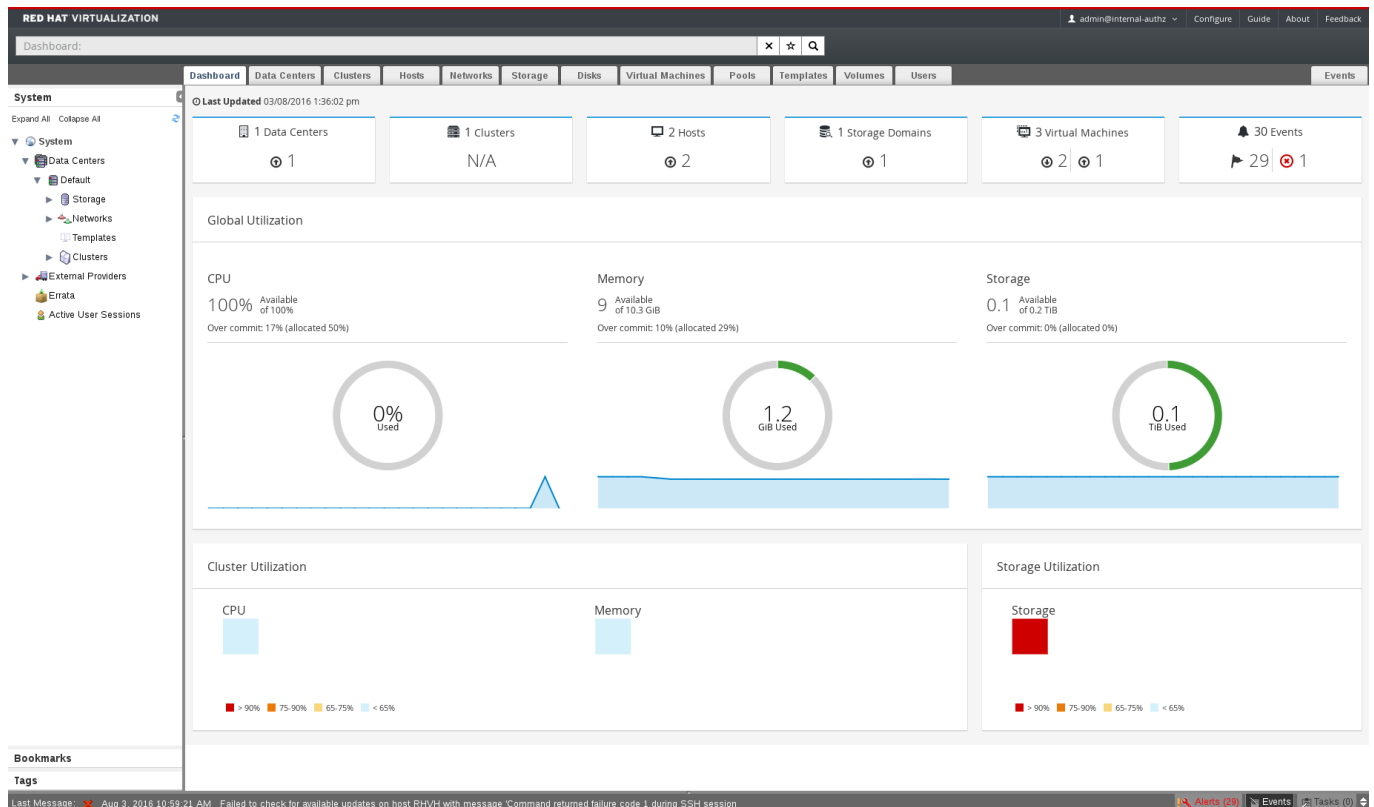 RED HAT VIRTUALIZATION
admin@internal-authz Configure Guide About Feedback
Dashboard:
Dashboard Data Centers Clusters Hosts Networks Storage Disks Virtual Machines Pools Templates Volumes Users Events
System
Expand All Collapse All
System
Data Centers
Default
Storage
Networks
Templates
Clusters
External Providers
Errata
Active User Sessions
Bookmarks
Tags
Last Updated 03/08/2016 1:36:02 pm
1 Data Centers
1
1 Clusters
N/A
2 Hosts
2
1 Storage Domains
1
3 Virtual Machines
2 1
30 Events
29 1
Global Utilization
CPU
100% Available
of 100%
Over commit: 17% (allocated 50%)
0%
Used
Memory
9 Available
of 10.3 GiB
Over commit: 10% (allocated 29%)
1.2
GiB Used
Storage
0.1 Available
of 0.2 TiB
Over commit: 0% (allocated 0%)
0.1
TiB Used
Cluster Utilization
CPU
Memory
> 90% 75-90% 65-75% < 65%
Storage Utilization
Storage
> 90% 75-90% 65-75% < 65%
Last Message: Aug 3, 2016 10:59:21 AM Failed to check for available updates on host RHVH with message 'Command returned failure code 1 during SSH session
Alerts (29) Events Tasks (0)